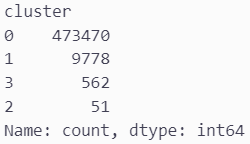 cluster
0    473470
1      9778
3       562
2        51
Name: count, dtype: int64